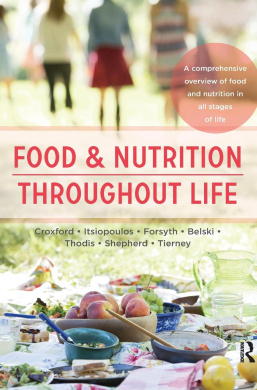 A comprehensive
overview of food
and nutrition in
all stages
of life
FOOD & NUTRITION
THROUGHOUT LIFE
Croxford • Itsiopoulos • Forsyth • Belski •
Thodis • Shepherd • Tierney
Routledge